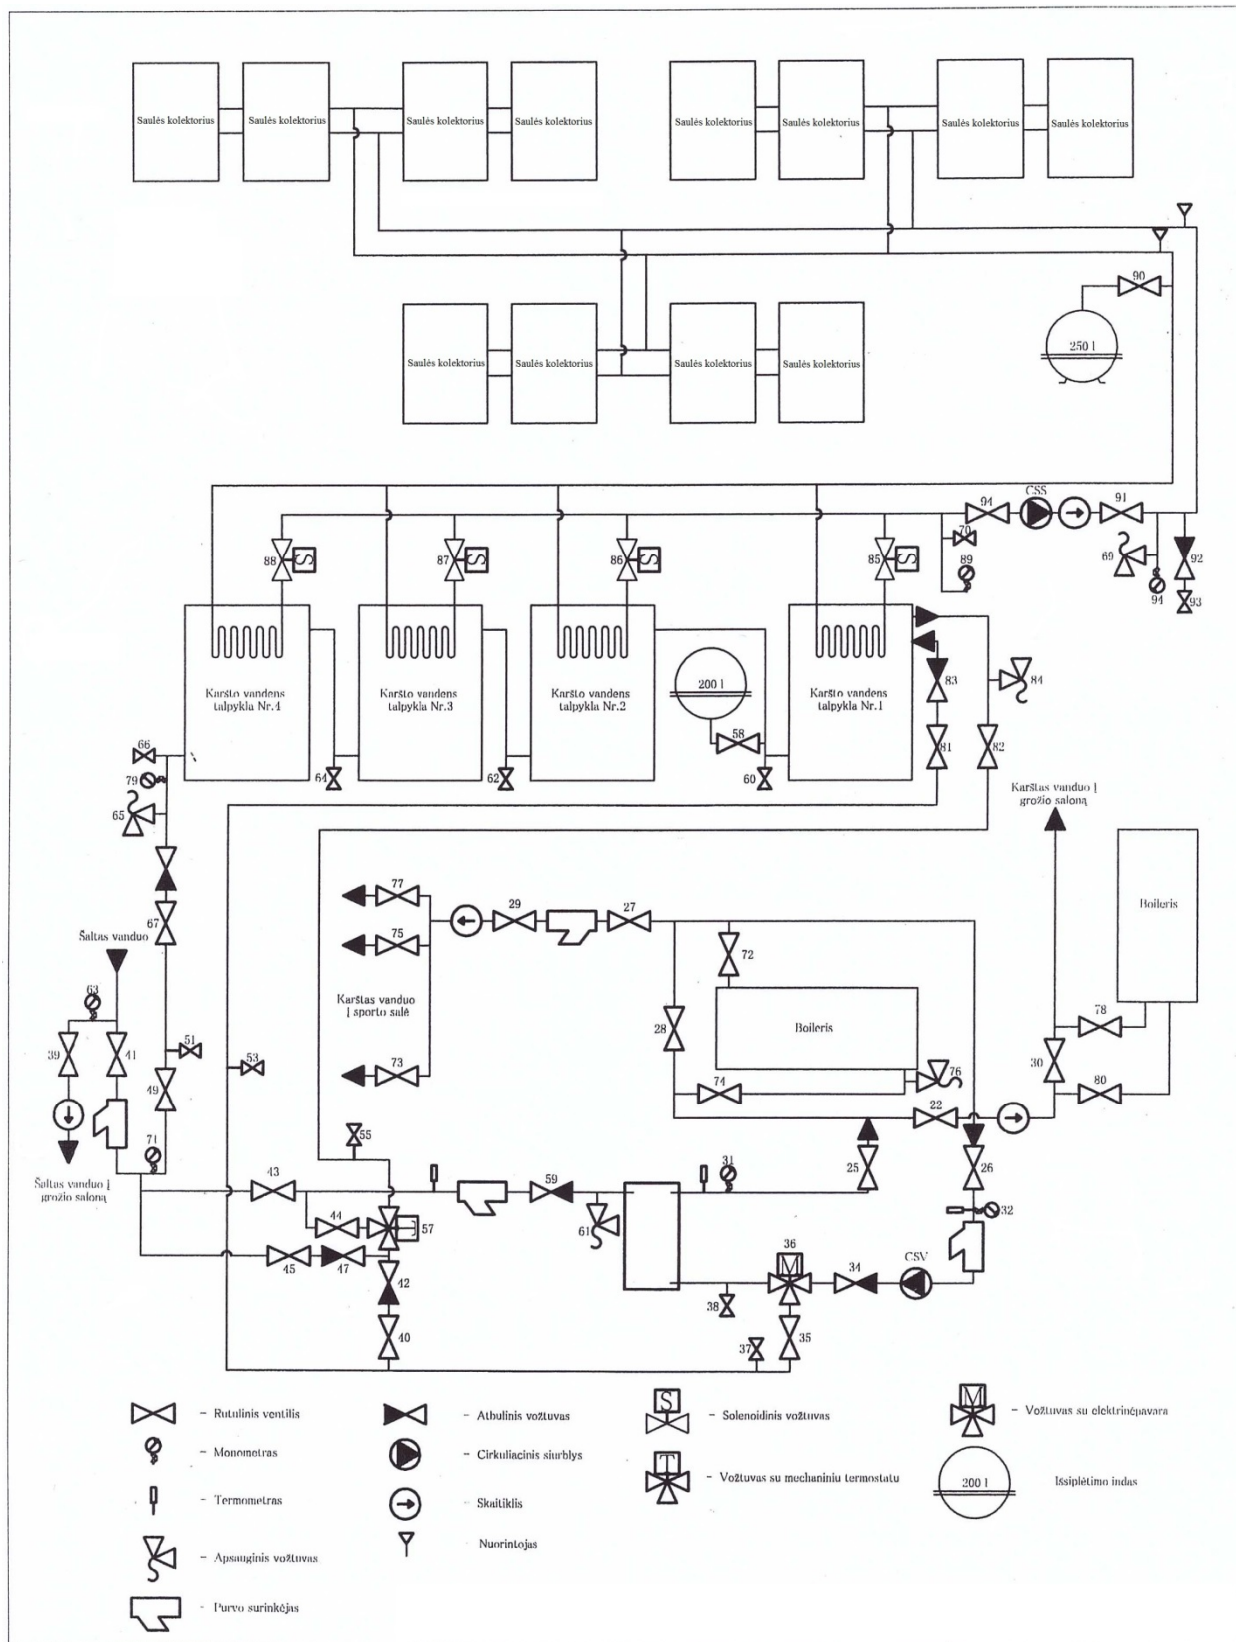 Saulės kolektorius
Saulės kolektorius
Saulės kolektorius
Saulės kolektorius
Saulės kolektorius
Saulės kolektorius
Saulės kolektorius
Saulės kolektorius
90
250 l
Saulės kolektorius
Saulės kolektorius
Saulės kolektorius
Saulės kolektorius
CSS
94
91
88
S
87
S
86
S
85
S
70
89
69
92
94
93
Karšto vandens
talpykla Nr.4
Karšto vandens
talpykla Nr.3
Karšto vandens
talpykla Nr.2
200 l
Karšto vandens
talpykla Nr.1
83
84
66
58
81
82
79
64
62
60
65
Karštas vanduo į
grožio saloną
77
29
27
67
Boileris
Šaltas vanduo
75
72
63
Karštas vanduo
į sporto salę
28
Boileris
78
39
41
51
53
73
30
49
74
76
80
22
71
55
Šaltas vanduo į
grožio saloną
43
59
31
25
26
44
57
61
32
36
M
CSV
45
47
42
34
38
40
37
35
- Rutulinis ventilis
- Atbulinis vožtuvas
S
- Solenoidinis vožtuvas
M
- Vožtuvas su elektrinėpavara
- Monometras
- Cirkuliacinis siurblys
T
- Vožtuvas su mechaniniu termostatu
200 l
Išsiplėtimo indas
- Termometras
- Skaitiklis
Nuorintojas
- Apsauginis vožtuvas
- Purvo surinkėjas